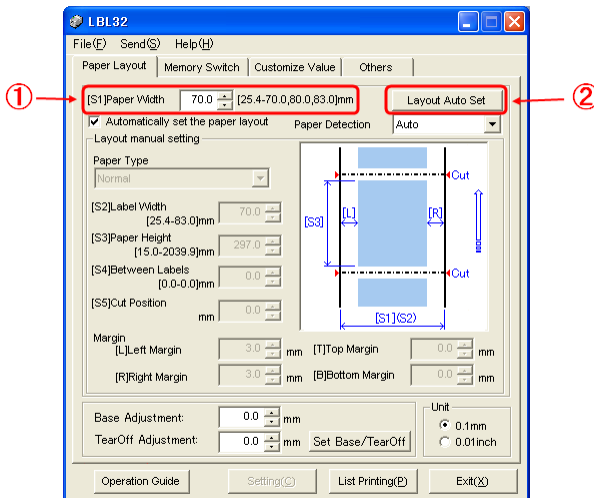 LBL32
File(F) Send(S) Help(H)
Paper Layout Memory Switch Customize Value Others
① [S1]Paper Width 70.0 [25.4-70.0,80.0,83.0]mm Layout Auto Set ②
Automatically set the paper layout Paper Detection Auto
Layout manual setting
Paper Type
Normal
[S2]Label Width
[25.4-83.0]mm 70.0
[S3]Paper Height
[15.0-2039.9]mm 297.0
[S4]Between Labels
[0.0-0.0]mm 0.0
[S5]Cut Position
mm 0.0
Cut
[S3] [L] [R]
Cut
[S1](S2)
Margin
[L]Left Margin 3.0 mm [T]Top Margin 0.0 mm
[R]Right Margin 3.0 mm [B]Bottom Margin 0.0 mm
Base Adjustment: 0.0 mm
TearOff Adjustment: 0.0 mm Set Base/TearOff
Unit
0.1mm
0.01inch
Operation Guide Setting(C) List Printing(P) Exit(X)